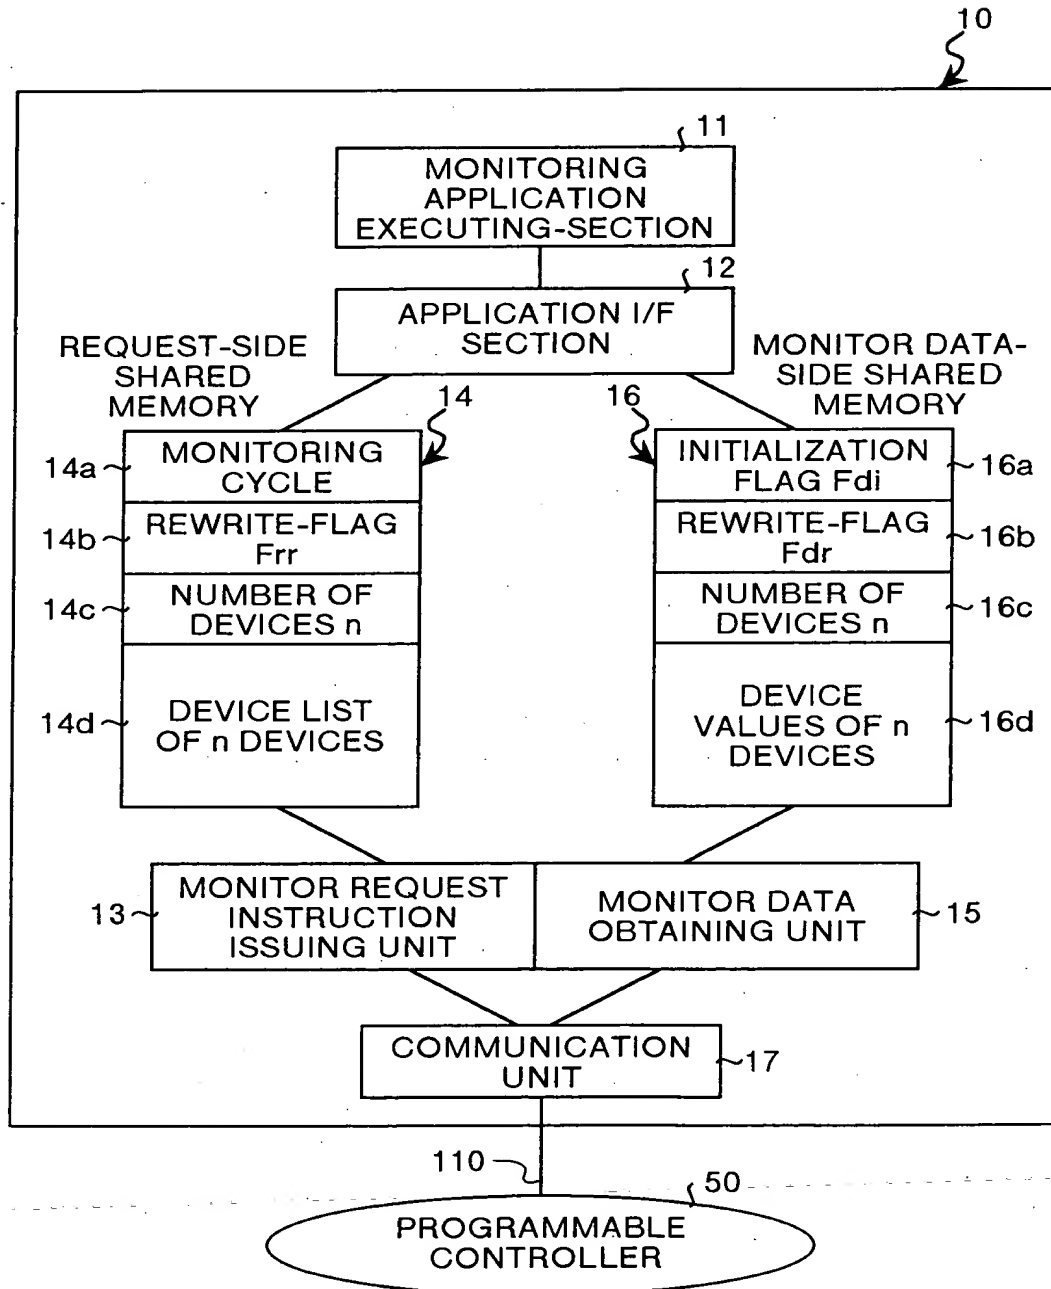 10
11
MONITORING
APPLICATION
EXECUTING-SECTION
12
APPLICATION I/F
SECTION
REQUEST-SIDE
SHARED
MEMORY
MONITOR DATA-
SIDE SHARED
MEMORY
14
16
14a
MONITORING
CYCLE
14b
REWRITE-FLAG
Frr
14c
NUMBER OF
DEVICES n
14d
DEVICE LIST
OF n DEVICES
INITIALIZATION
FLAG Fdi
16a
REWRITE-FLAG
Fdr
16b
NUMBER OF
DEVICES n
16c
DEVICE
VALUES OF n
DEVICES
16d
13
MONITOR REQUEST
INSTRUCTION
ISSUING UNIT
MONITOR DATA
OBTAINING UNIT
15
COMMUNICATION
UNIT
17
110
50
PROGRAMMABLE
CONTROLLER